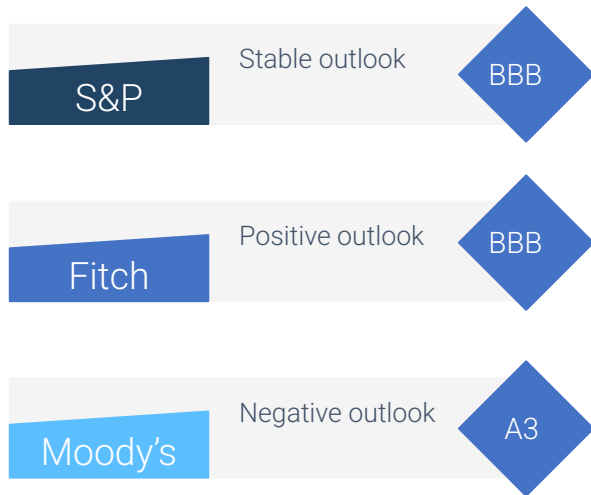 Stable outlook
BBB
S&P
Positive outlook
BBB
Fitch
Negative outlook
A3
Moody’s